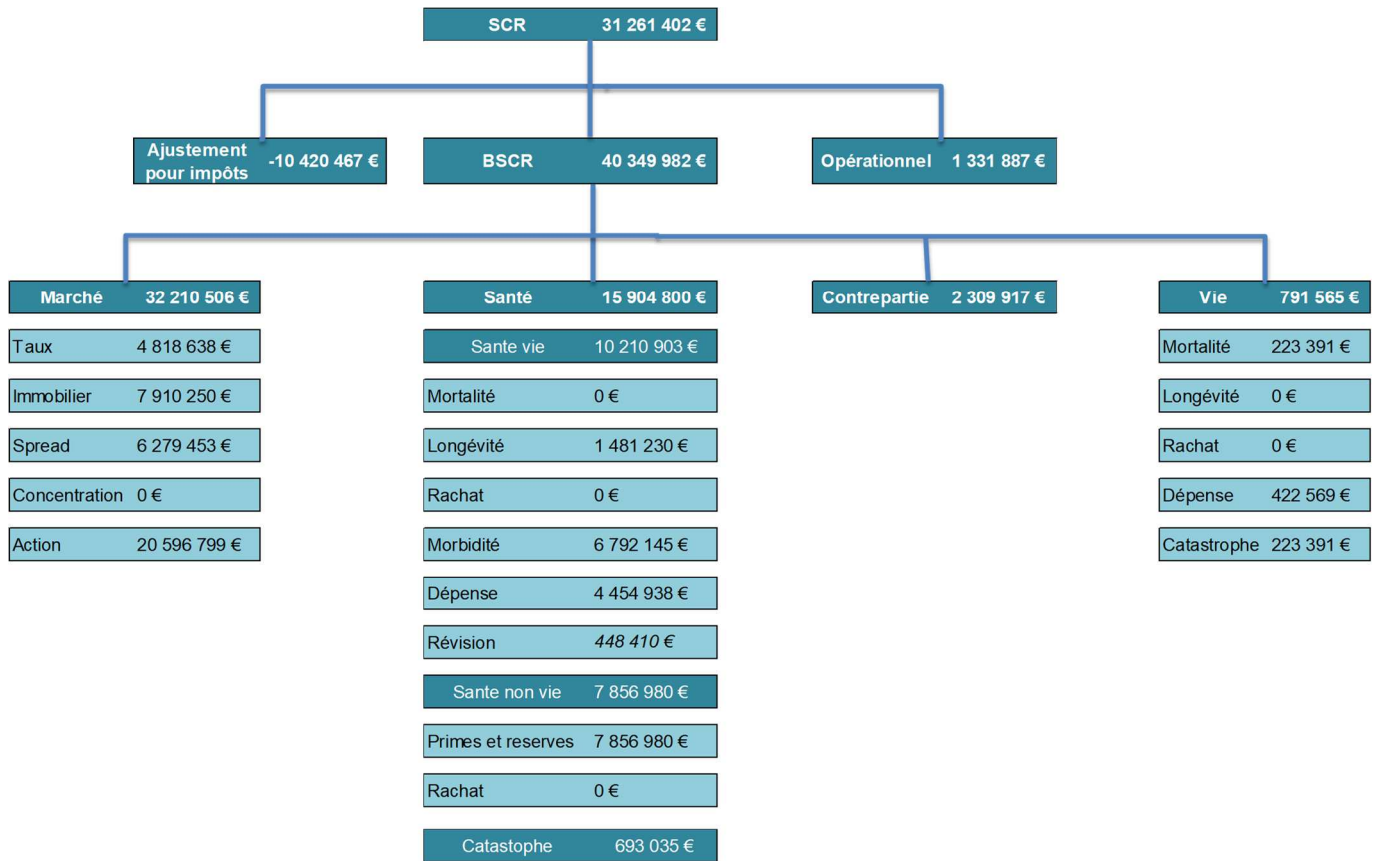 SCR 31 261 402 €
Ajustement
pour impôts -10 420 467 €
BSCR 40 349 982 €
Opérationnel 1 331 887 €
Marché 32 210 506 €
Taux 4 818 638 €
Immobilier 7 910 250 €
Spread 6 279 453 €
Concentration 0 €
Action 20 596 799 €
Santé 15 904 800 €
Sante vie 10 210 903 €
Mortalité 0 €
Longévité 1 481 230 €
Rachat 0 €
Morbidité 6 792 145 €
Dépense 4 454 938 €
Révision 448 410 €
Sante non vie 7 856 980 €
Primes et reserves 7 856 980 €
Rachat 0 €
Catastophe 693 035 €
Contrepartie 2 309 917 €
Vie 791 565 €
Mortalité 223 391 €
Longévité 0 €
Rachat 0 €
Dépense 422 569 €
Catastrophe 223 391 €